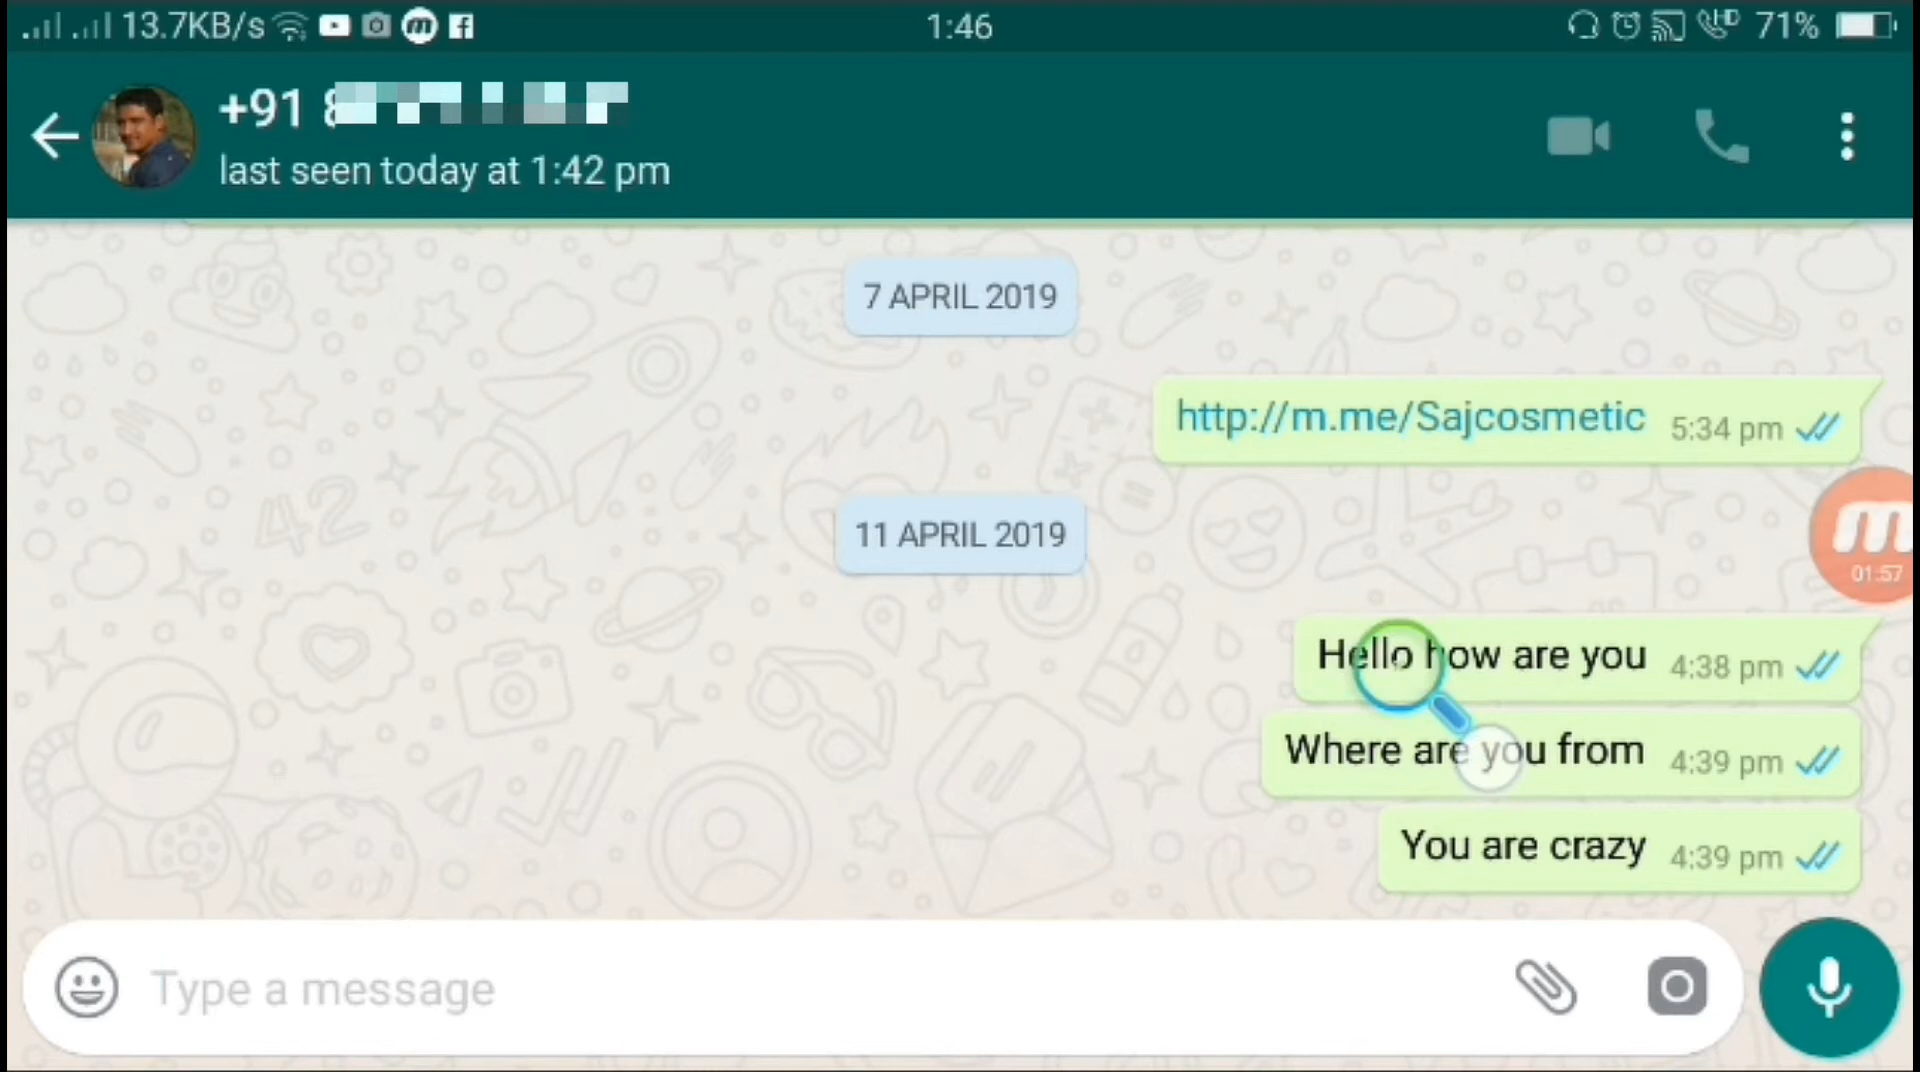 13.7KB/s 1:46 HD 71%
+91 8
last seen today at 1:42 pm
7 APRIL 2019
http://m.me/Sajcosmetic 5:34 pm
11 APRIL 2019
01:57
Hello how are you 4:38 pm
Where are you from 4:39 pm
You are crazy 4:39 pm
Type a message